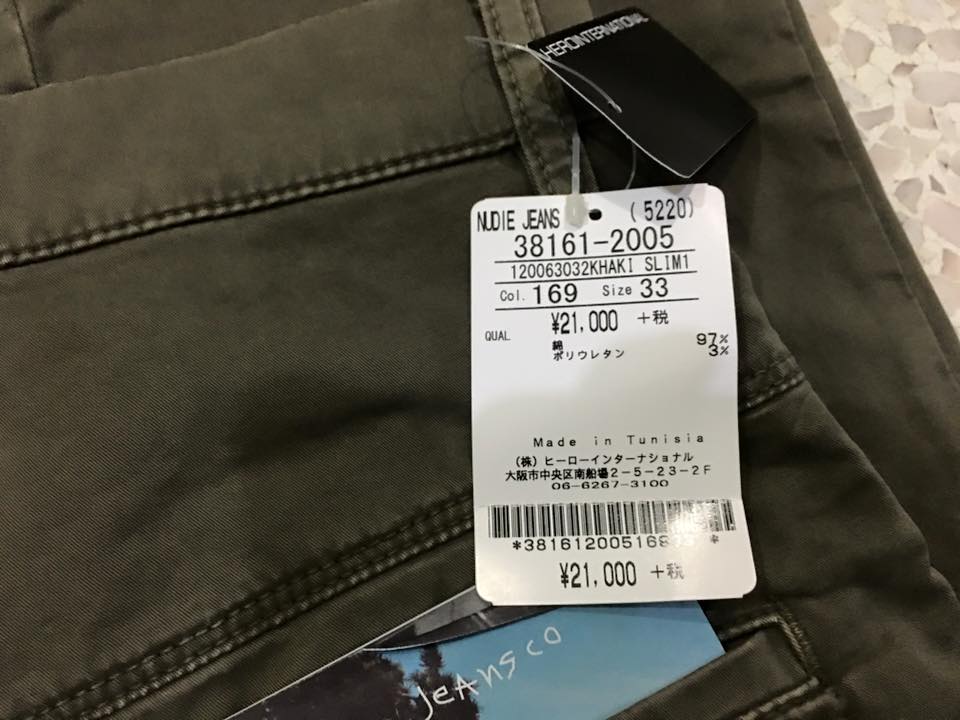 HEROINTERNATIONAL
NUDIE JEANS (5220)
38161-2005
120063032KHAKI SLIM1
Col. 169 Size 33
¥21,000 +税
QUAL 綿 97%
ポリウレタン 3%
Made in Tunisia
(株)ヒーローインターナショナル
大阪市中央区南船場2-5-23-2F
06-6267-3100
¥21,000 +税
jeans co